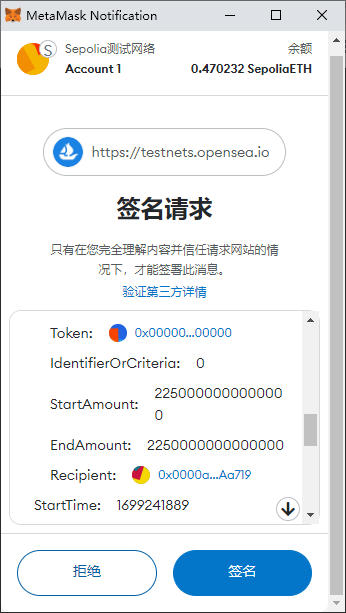 MetaMask Notification
S
Sepolia测试网络
余额
Account 1
0.470232 SepoliaETH
https://testnets.opensea.io
签名请求
只有在您完全理解内容并信任请求网站的情
况下，才能签署此消息。
验证第三方详情
Token: 0x00000...00000
IdentifierOrCriteria: 0
StartAmount: 225000000000000
0
EndAmount: 2250000000000000
Recipient: 0x0000a...Aa719
StartTime: 1699241889
拒绝
签名